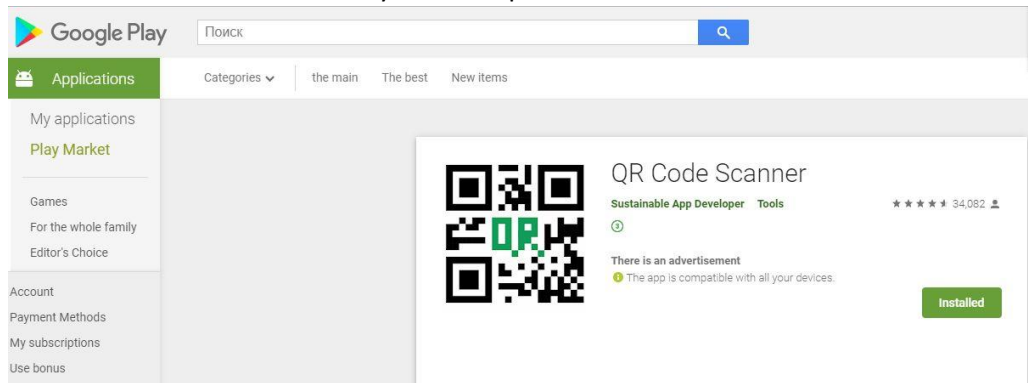 Google Play
Поиск
Applications
Categories
the main
The best
New items
My applications
Play Market
Games
For the whole family
Editor's Choice
Account
Payment Methods
My subscriptions
Use bonus
QR
QR Code Scanner
Sustainable App Developer Tools
34,082
3
There is an advertisement
The app is compatible with all your devices.
Installed